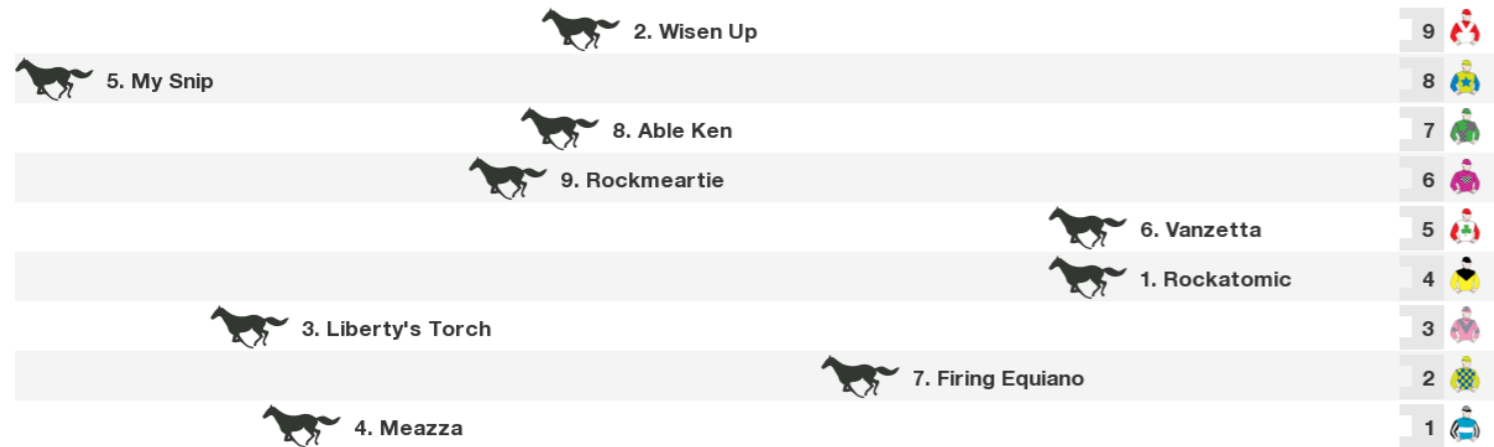 2. Wisen Up 9
5. My Snip 8
8. Able Ken 7
9. Rockmeartie 6
6. Vanzetta 5
1. Rockatomic 4
3. Liberty's Torch 3
7. Firing Equiano 2
4. Meazza 1